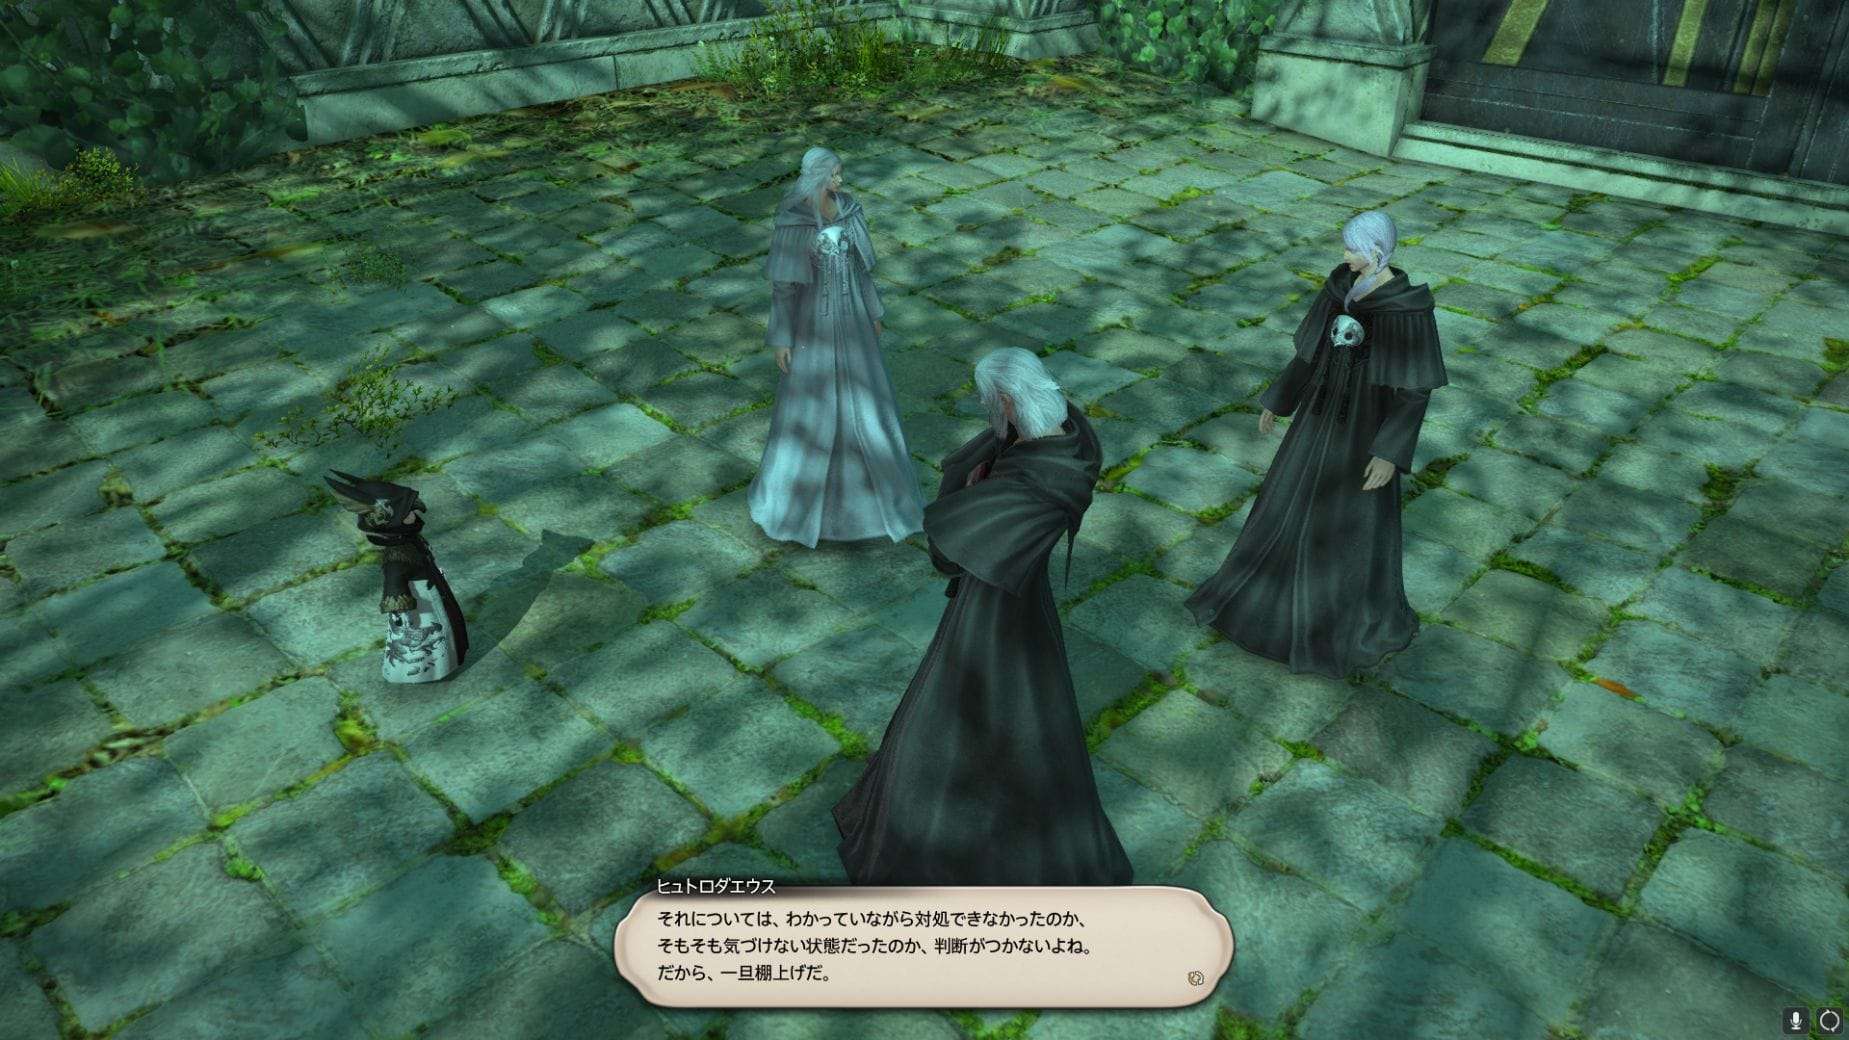 ヒュトロダエウス
それについては、わかっていながら対処できなかったのか、
そもそも気づけない状態だったのか、判断がつかないよね。
だから、一旦棚上げだ。